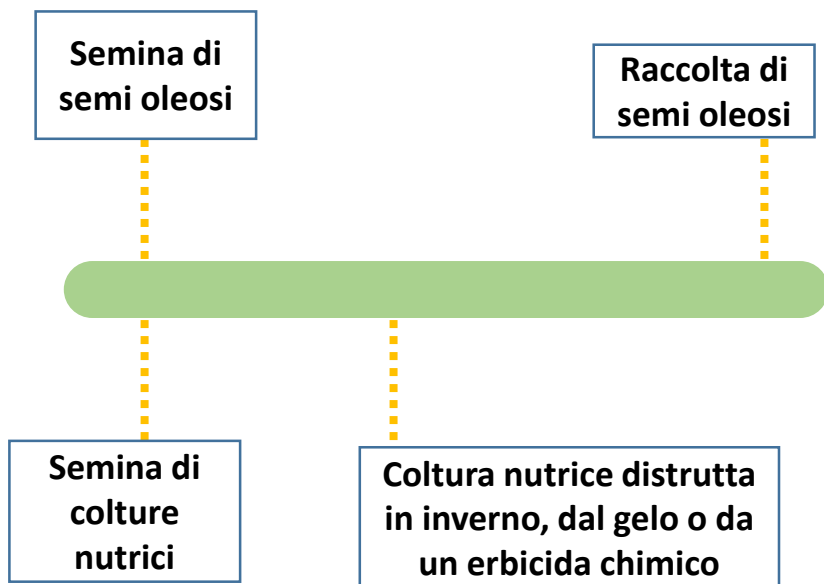 Semina di
semi oleosi
Raccolta di
semi oleosi
Semina di
colture
nutrici
Coltura nutrice distrutta
in inverno, dal gelo o da
un erbicida chimico